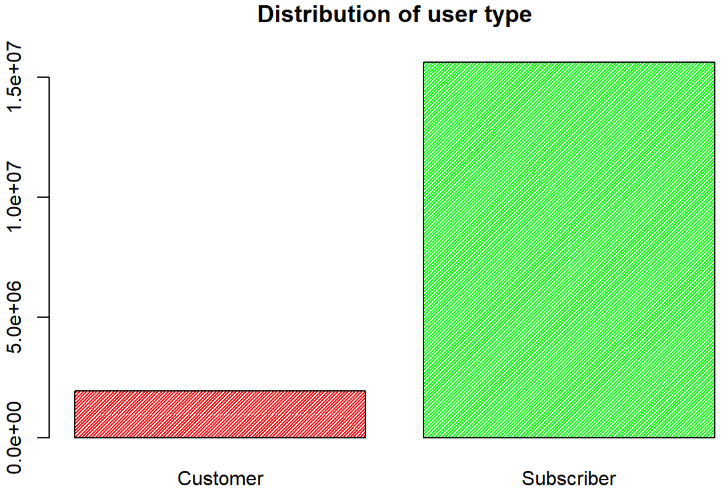 Distribution of user type
1.5e+07
1.0e+07
5.0e+06
0.0e+00
Customer
Subscriber